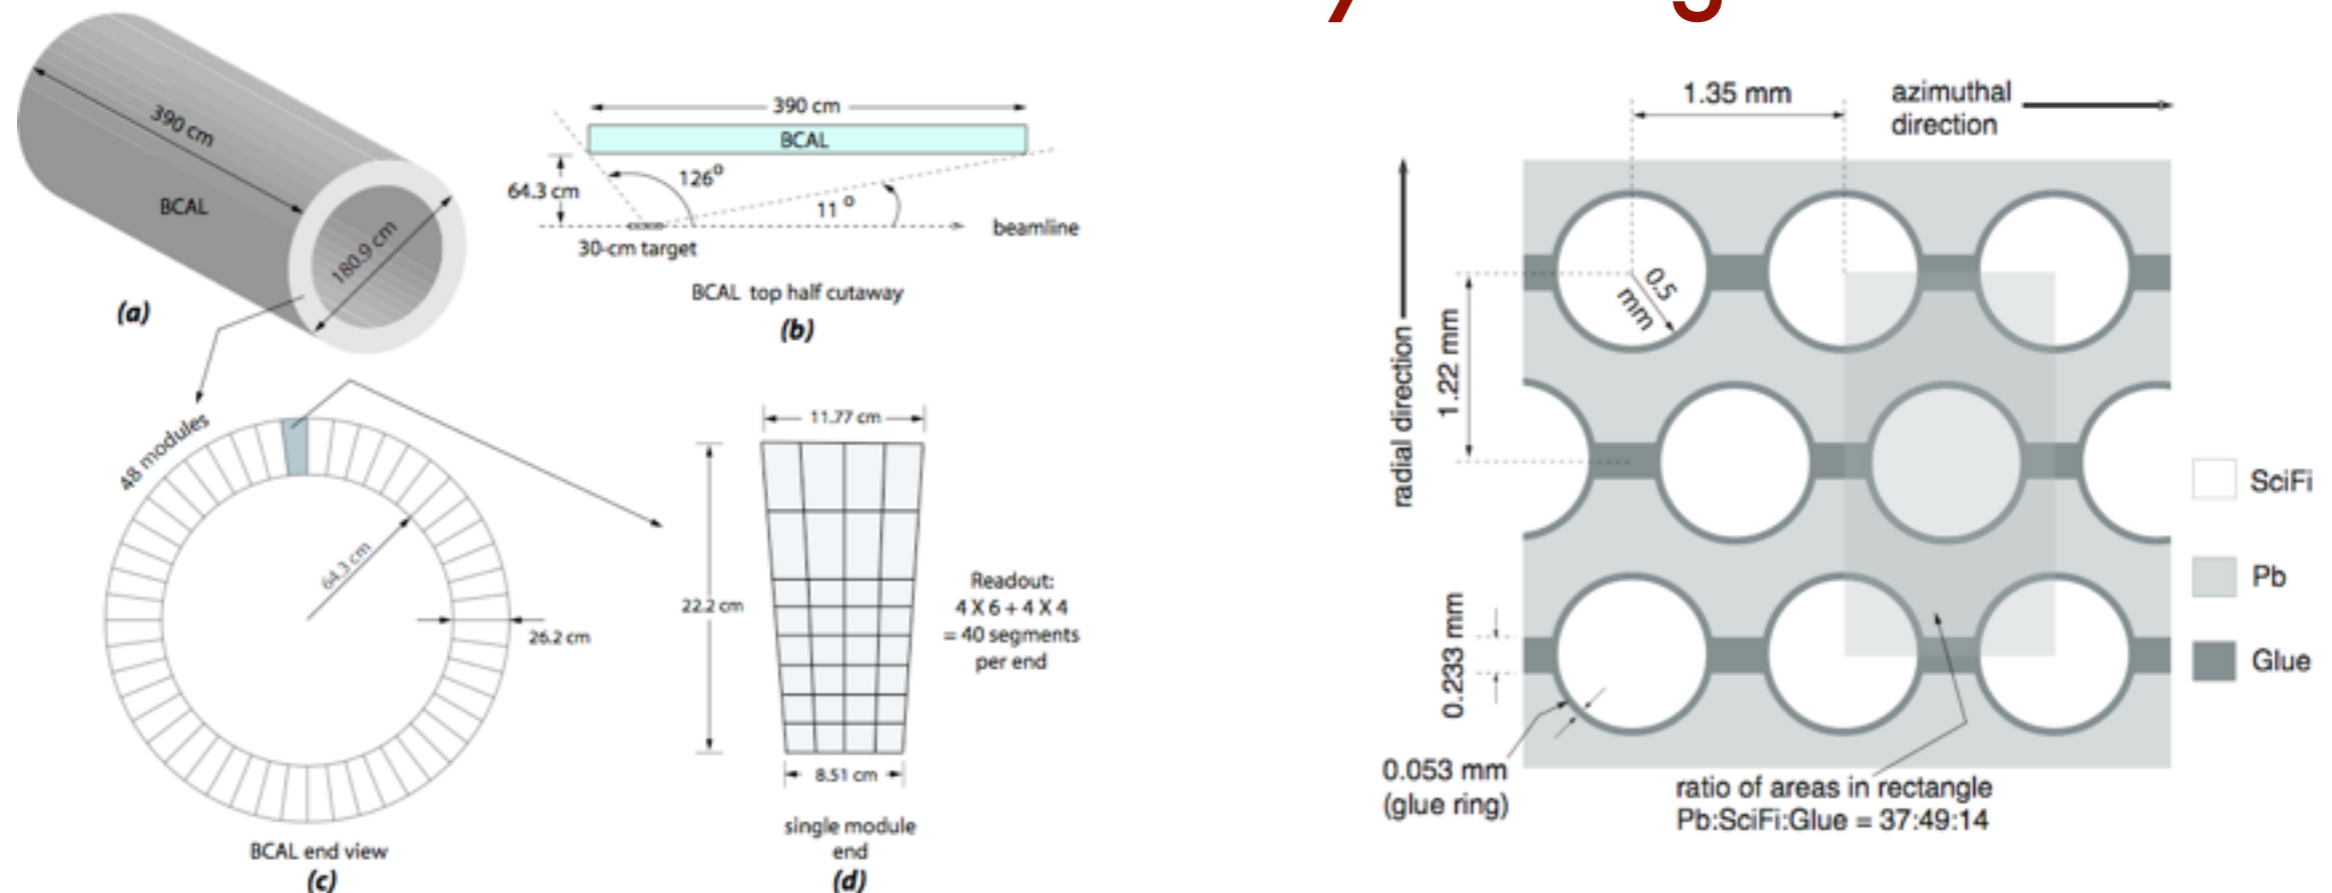 390 cm
BCAL
180.9 cm
(a)
390 cm
BCAL
64.3 cm
126°
11°
beamline
30-cm target
BCAL top half cutaway
(b)
48 modules
64.3 cm
26.2 cm
BCAL end view
(c)
11.77 cm
22.2 cm
8.51 cm
Readout:
4 X 6 + 4 X 4
= 40 segments
per end
single module
end
(d)
1.35 mm
azimuthal
direction
radial direction
1.22 mm
0.5
mm
0.233 mm
0.053 mm
(glue ring)
ratio of areas in rectangle
Pb:SciFi:Glue = 37:49:14
SciFi
Pb
Glue